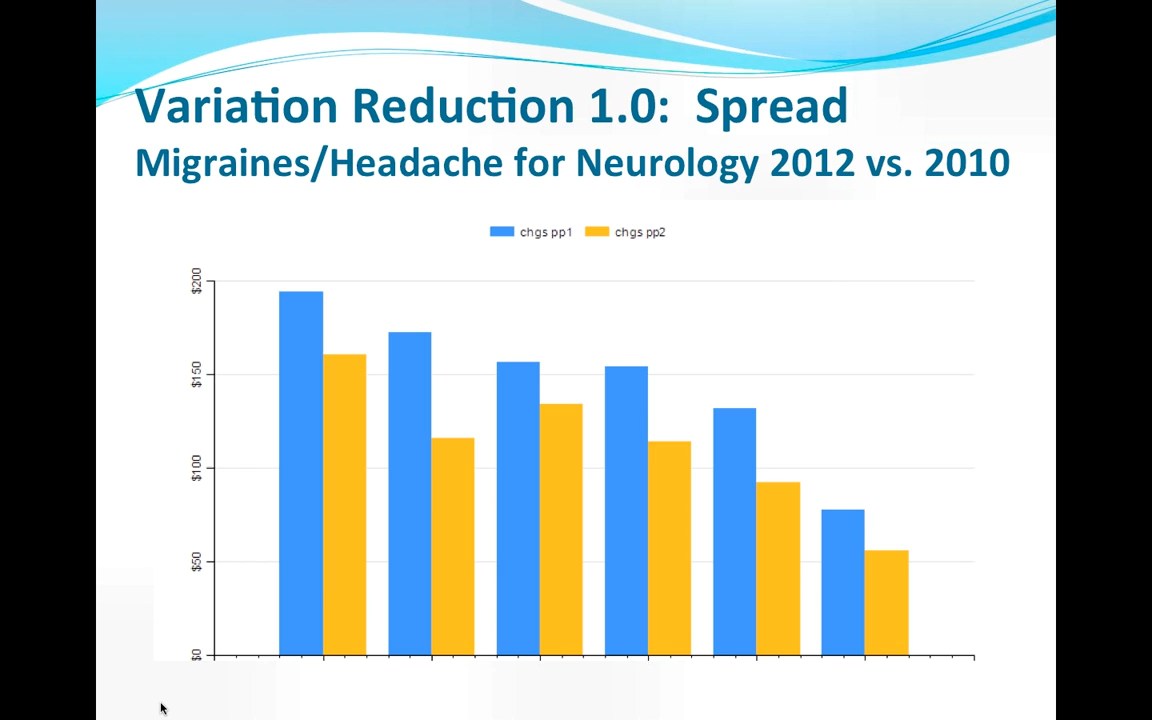 Variation Reduction 1.0: Spread
Migraines/Headache for Neurology 2012 vs. 2010
chgs pp1 chgs pp2
$200
$150
$100
$50
$0